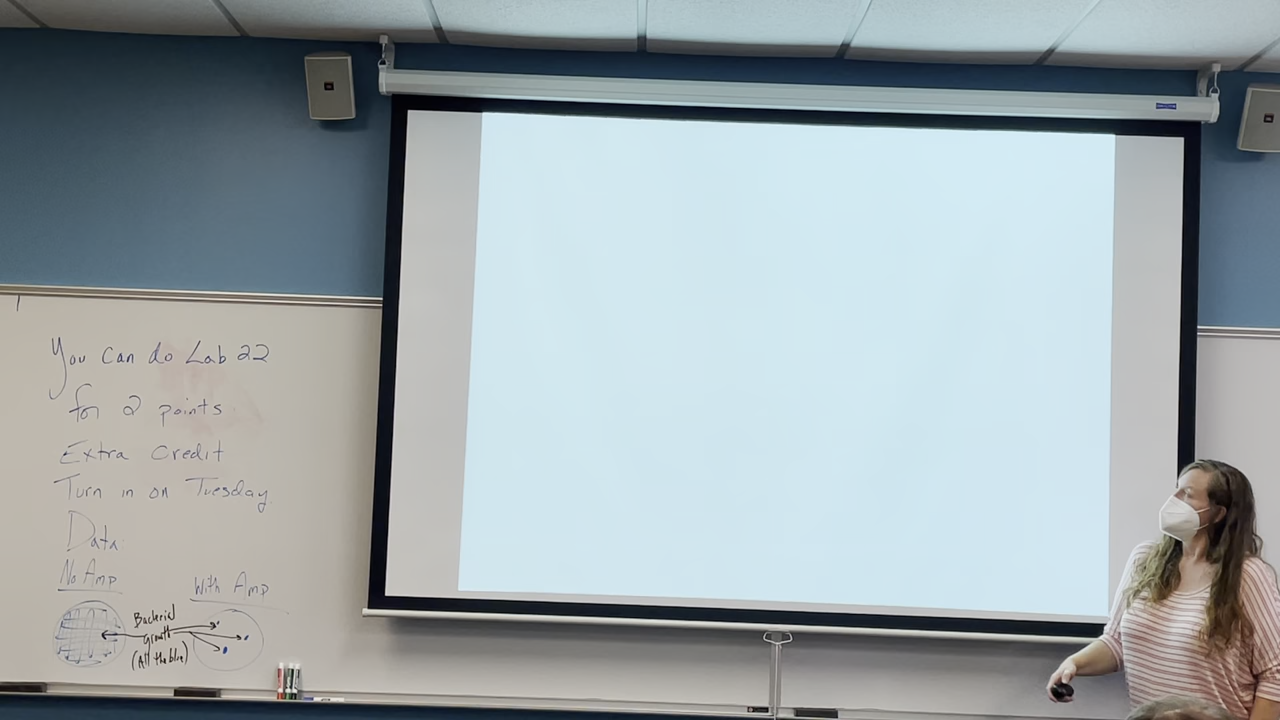 You can do Lab 22
for 2 points
Extra Credit
Turn in on Tuesday.
Data
No Amp
With Amp
Bacterial
Growth
(All the blue)